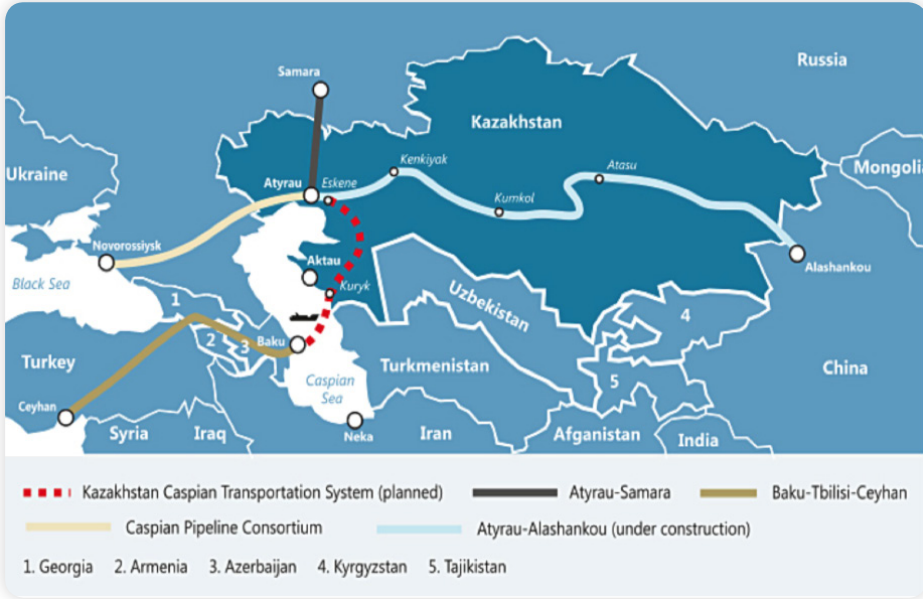 Samara
Russia
Kazakhstan
Kenkiyak
Atasu
Ukraine
Mongolia
Atyrau
Eskene
Kumkol
Novorossiysk
Aktau
Alashankou
Black Sea
Kuryk
Uzbekistan
1
4
Baku
2
3
Turkey
Turkmenistan
China
Caspian
Sea
5
Ceyhan
Syria
Iraq
Neka
Iran
Afganistan
India
Kazakhstan Caspian Transportation System (planned)
Atyrau-Samara
Baku-Tbilisi-Ceyhan
Caspian Pipeline Consortium
Atyrau-Alashankou (under construction)
1. Georgia 2. Armenia 3. Azerbaijan 4. Kyrgyzstan 5. Tajikistan